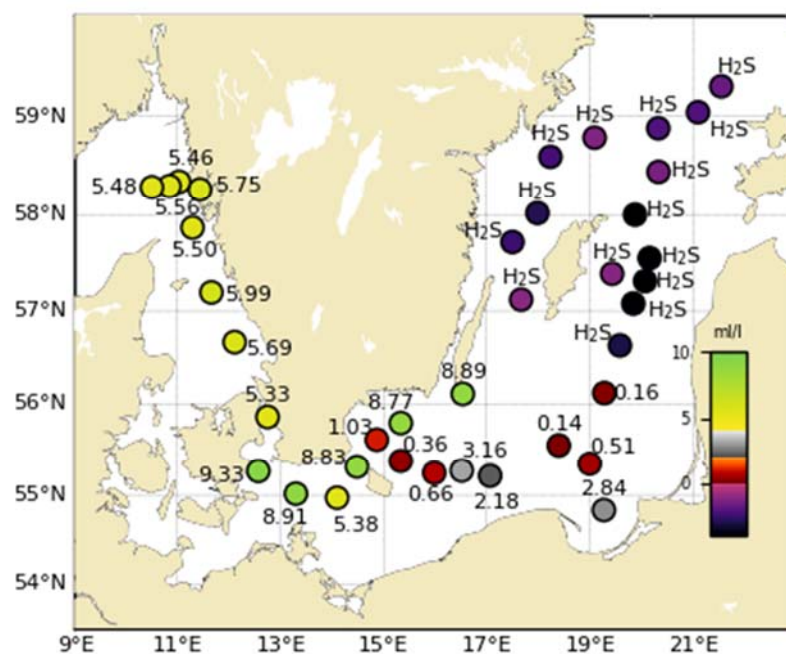 H₂S
59°N
H₂S
H₂S
H₂S
H₂S
5.46
H₂S
5.48
5.75
H₂S
5.56
H₂S
58°N
H₂S
H₂S
5.50
H₂S
H₂S
H₂S
H₂S
5.99
57°N
H₂S
5.69
H₂S
ml/l
10
8.89
5.33
0.16
56°N
8.77
5
1.03
0.14
0.36
3.16
0.51
8.83
9.33
0
55°N
0.66
2.84
8.91
5.38
2.18
54°N
9°E
11°E
13°E
15°E
17°E
19°E
21°E